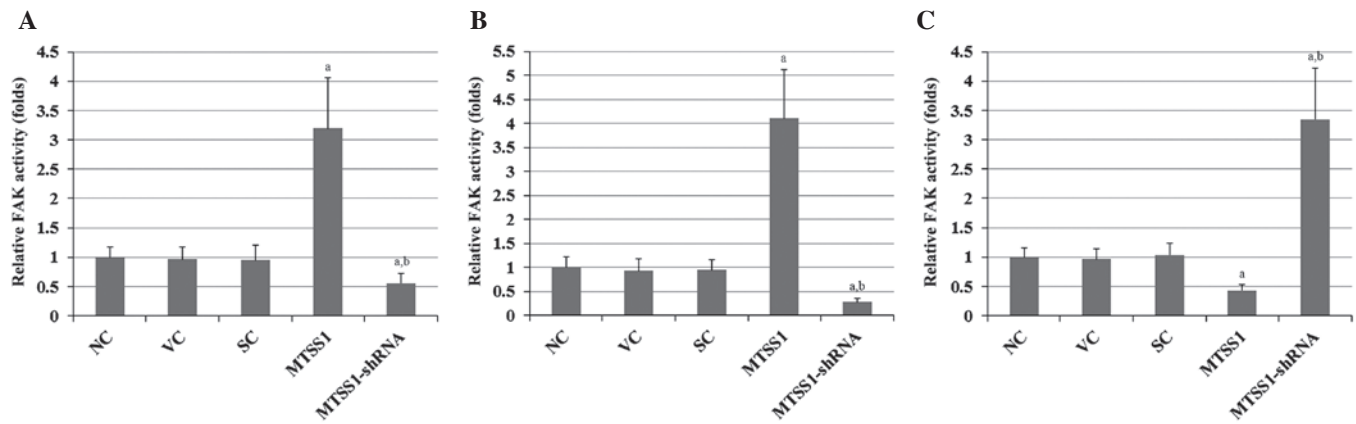 A
Relative FAK activity (folds)
4.5
4
3.5
3
2.5
2
1.5
1
0.5
0
a
a,b
NC
VC
SC
MTSS1
MTSS1-shRNA
B
Relative FAK activity (folds)
5.5
5
4.5
4
3.5
3
2.5
2
1.5
1
0.5
0
a
a,b
NC
VC
SC
MTSS1
MTSS1-shRNA
C
Relative FAK activity (folds)
4.5
4
3.5
3
2.5
2
1.5
1
0.5
0
a
a,b
NC
VC
SC
MTSS1
MTSS1-shRNA